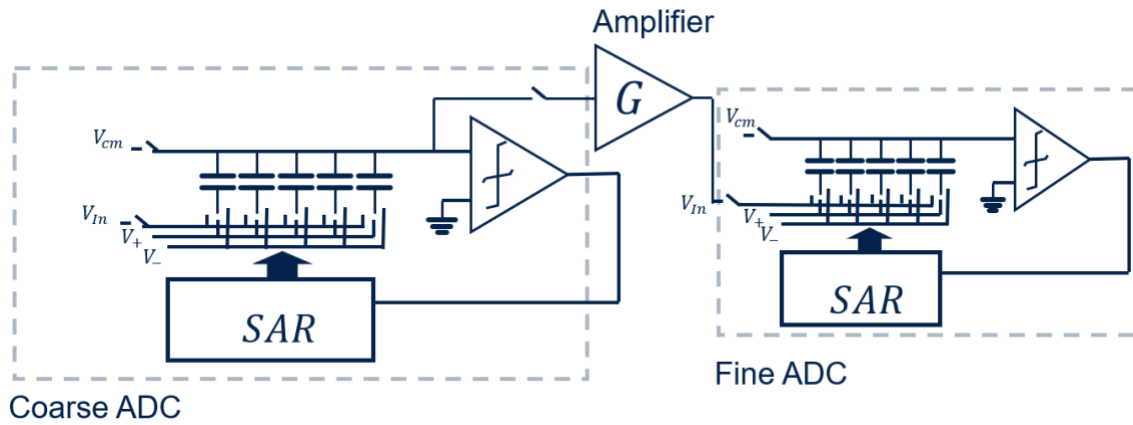 Amplifier
G
V_cm
V_In
V_+
V_-
SAR
Coarse ADC
V_cm
V_In
V_+
V_-
SAR
Fine ADC